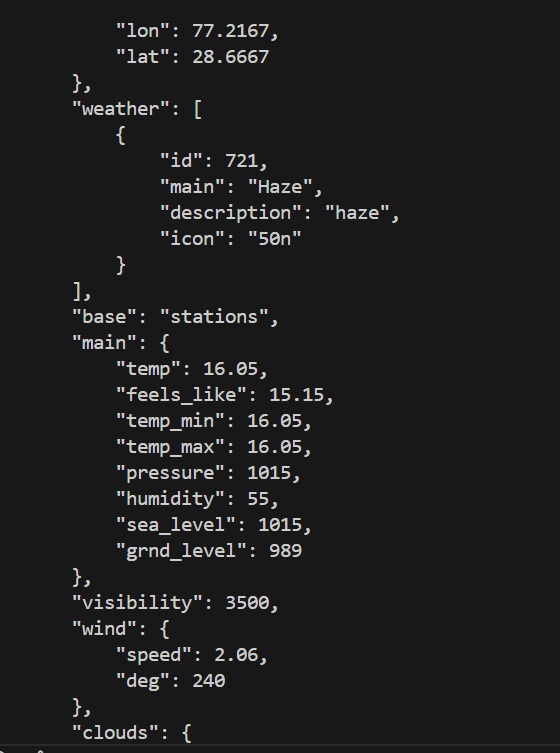 "lon": 77.2167,
"lat": 28.6667
},
"weather": [
{
"id": 721,
"main": "Haze",
"description": "haze",
"icon": "50n"
}
],
"base": "stations",
"main": {
"temp": 16.05,
"feels_like": 15.15,
"temp_min": 16.05,
"temp_max": 16.05,
"pressure": 1015,
"humidity": 55,
"sea_level": 1015,
"grnd_level": 989
},
"visibility": 3500,
"wind": {
"speed": 2.06,
"deg": 240
},
"clouds": {